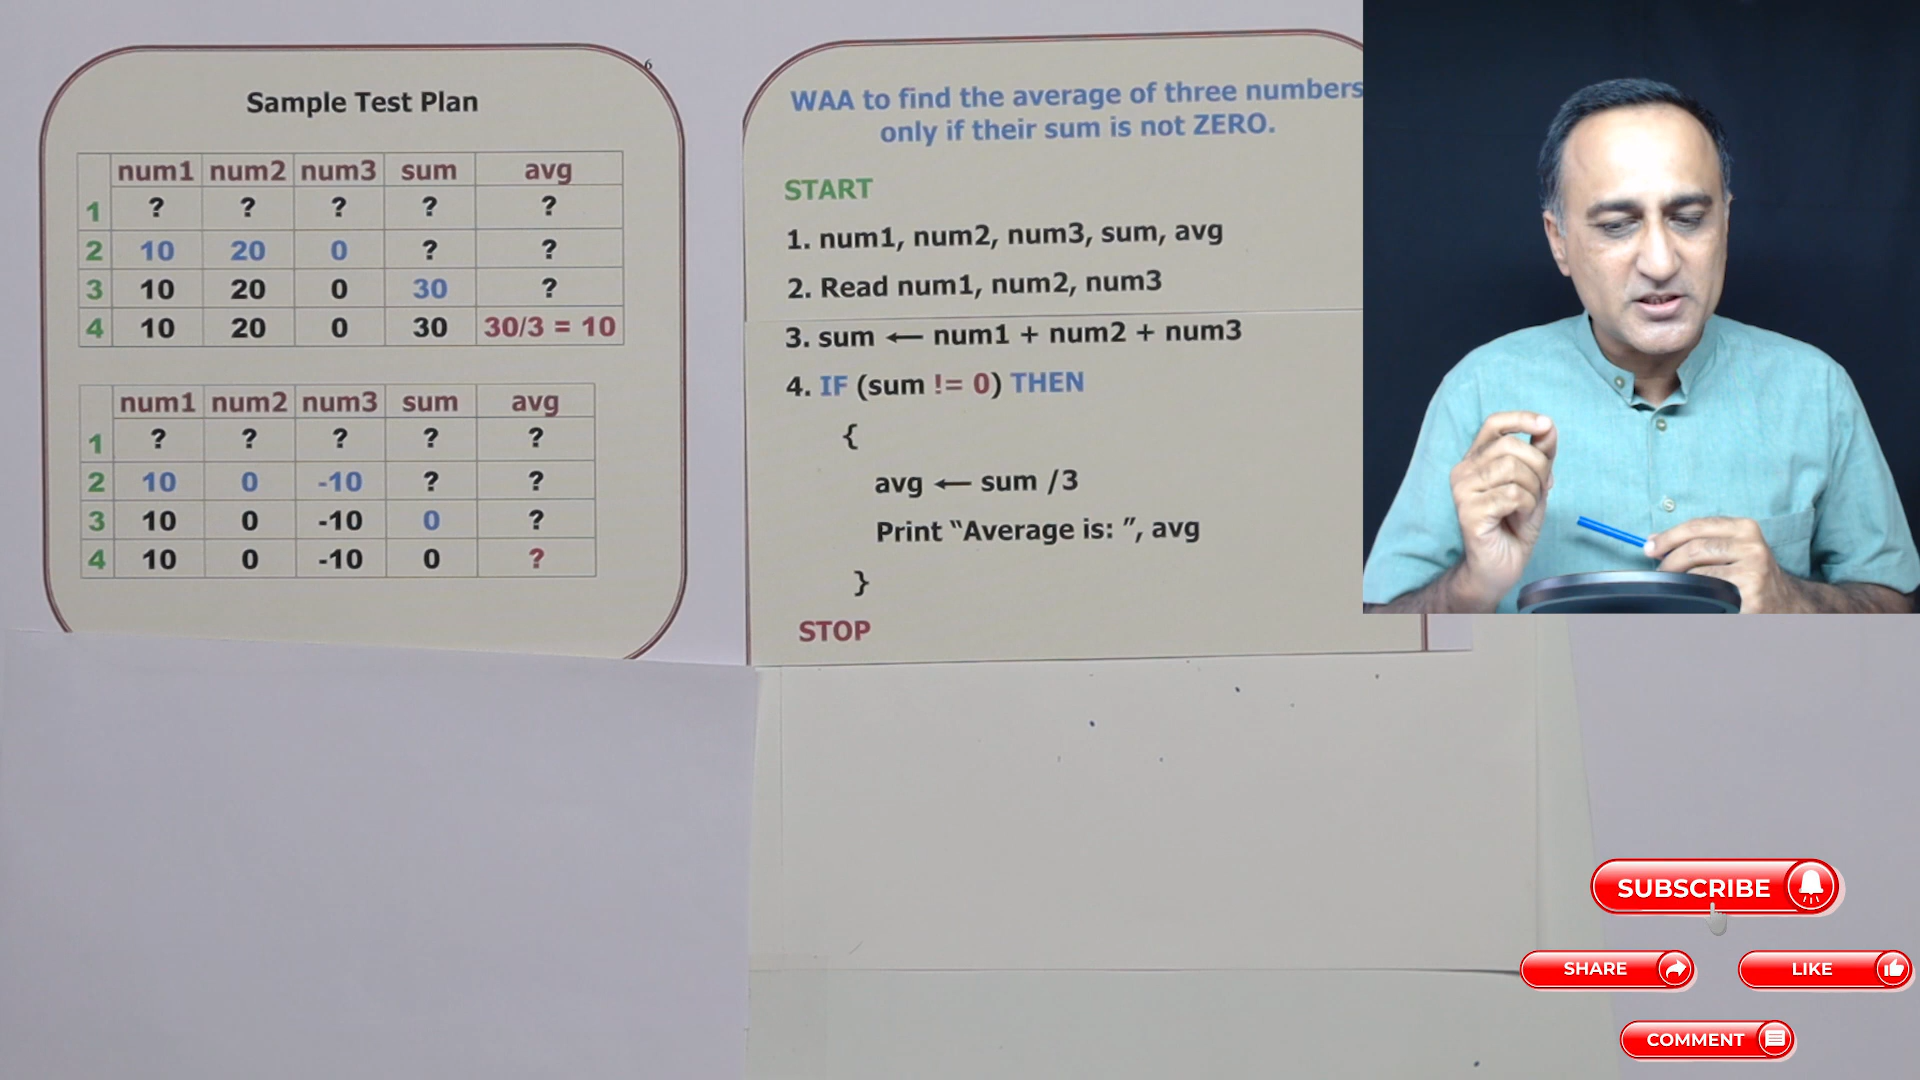 6
Sample Test Plan
num1 num2 num3 sum avg
1 ? ? ? ? ?
2 10 20 0 ? ?
3 10 20 0 30 ?
4 10 20 0 30 30/3 = 10
num1 num2 num3 sum avg
1 ? ? ? ? ?
2 10 0 -10 ? ?
3 10 0 -10 0 ?
4 10 0 -10 0 ?
WAA to find the average of three numbers
only if their sum is not ZERO.
START
1. num1, num2, num3, sum, avg
2. Read num1, num2, num3
3. sum ← num1 + num2 + num3
4. IF (sum != 0) THEN
{
avg ← sum /3
Print “Average is: ”, avg
}
STOP
SUBSCRIBE
SHARE
LIKE
COMMENT